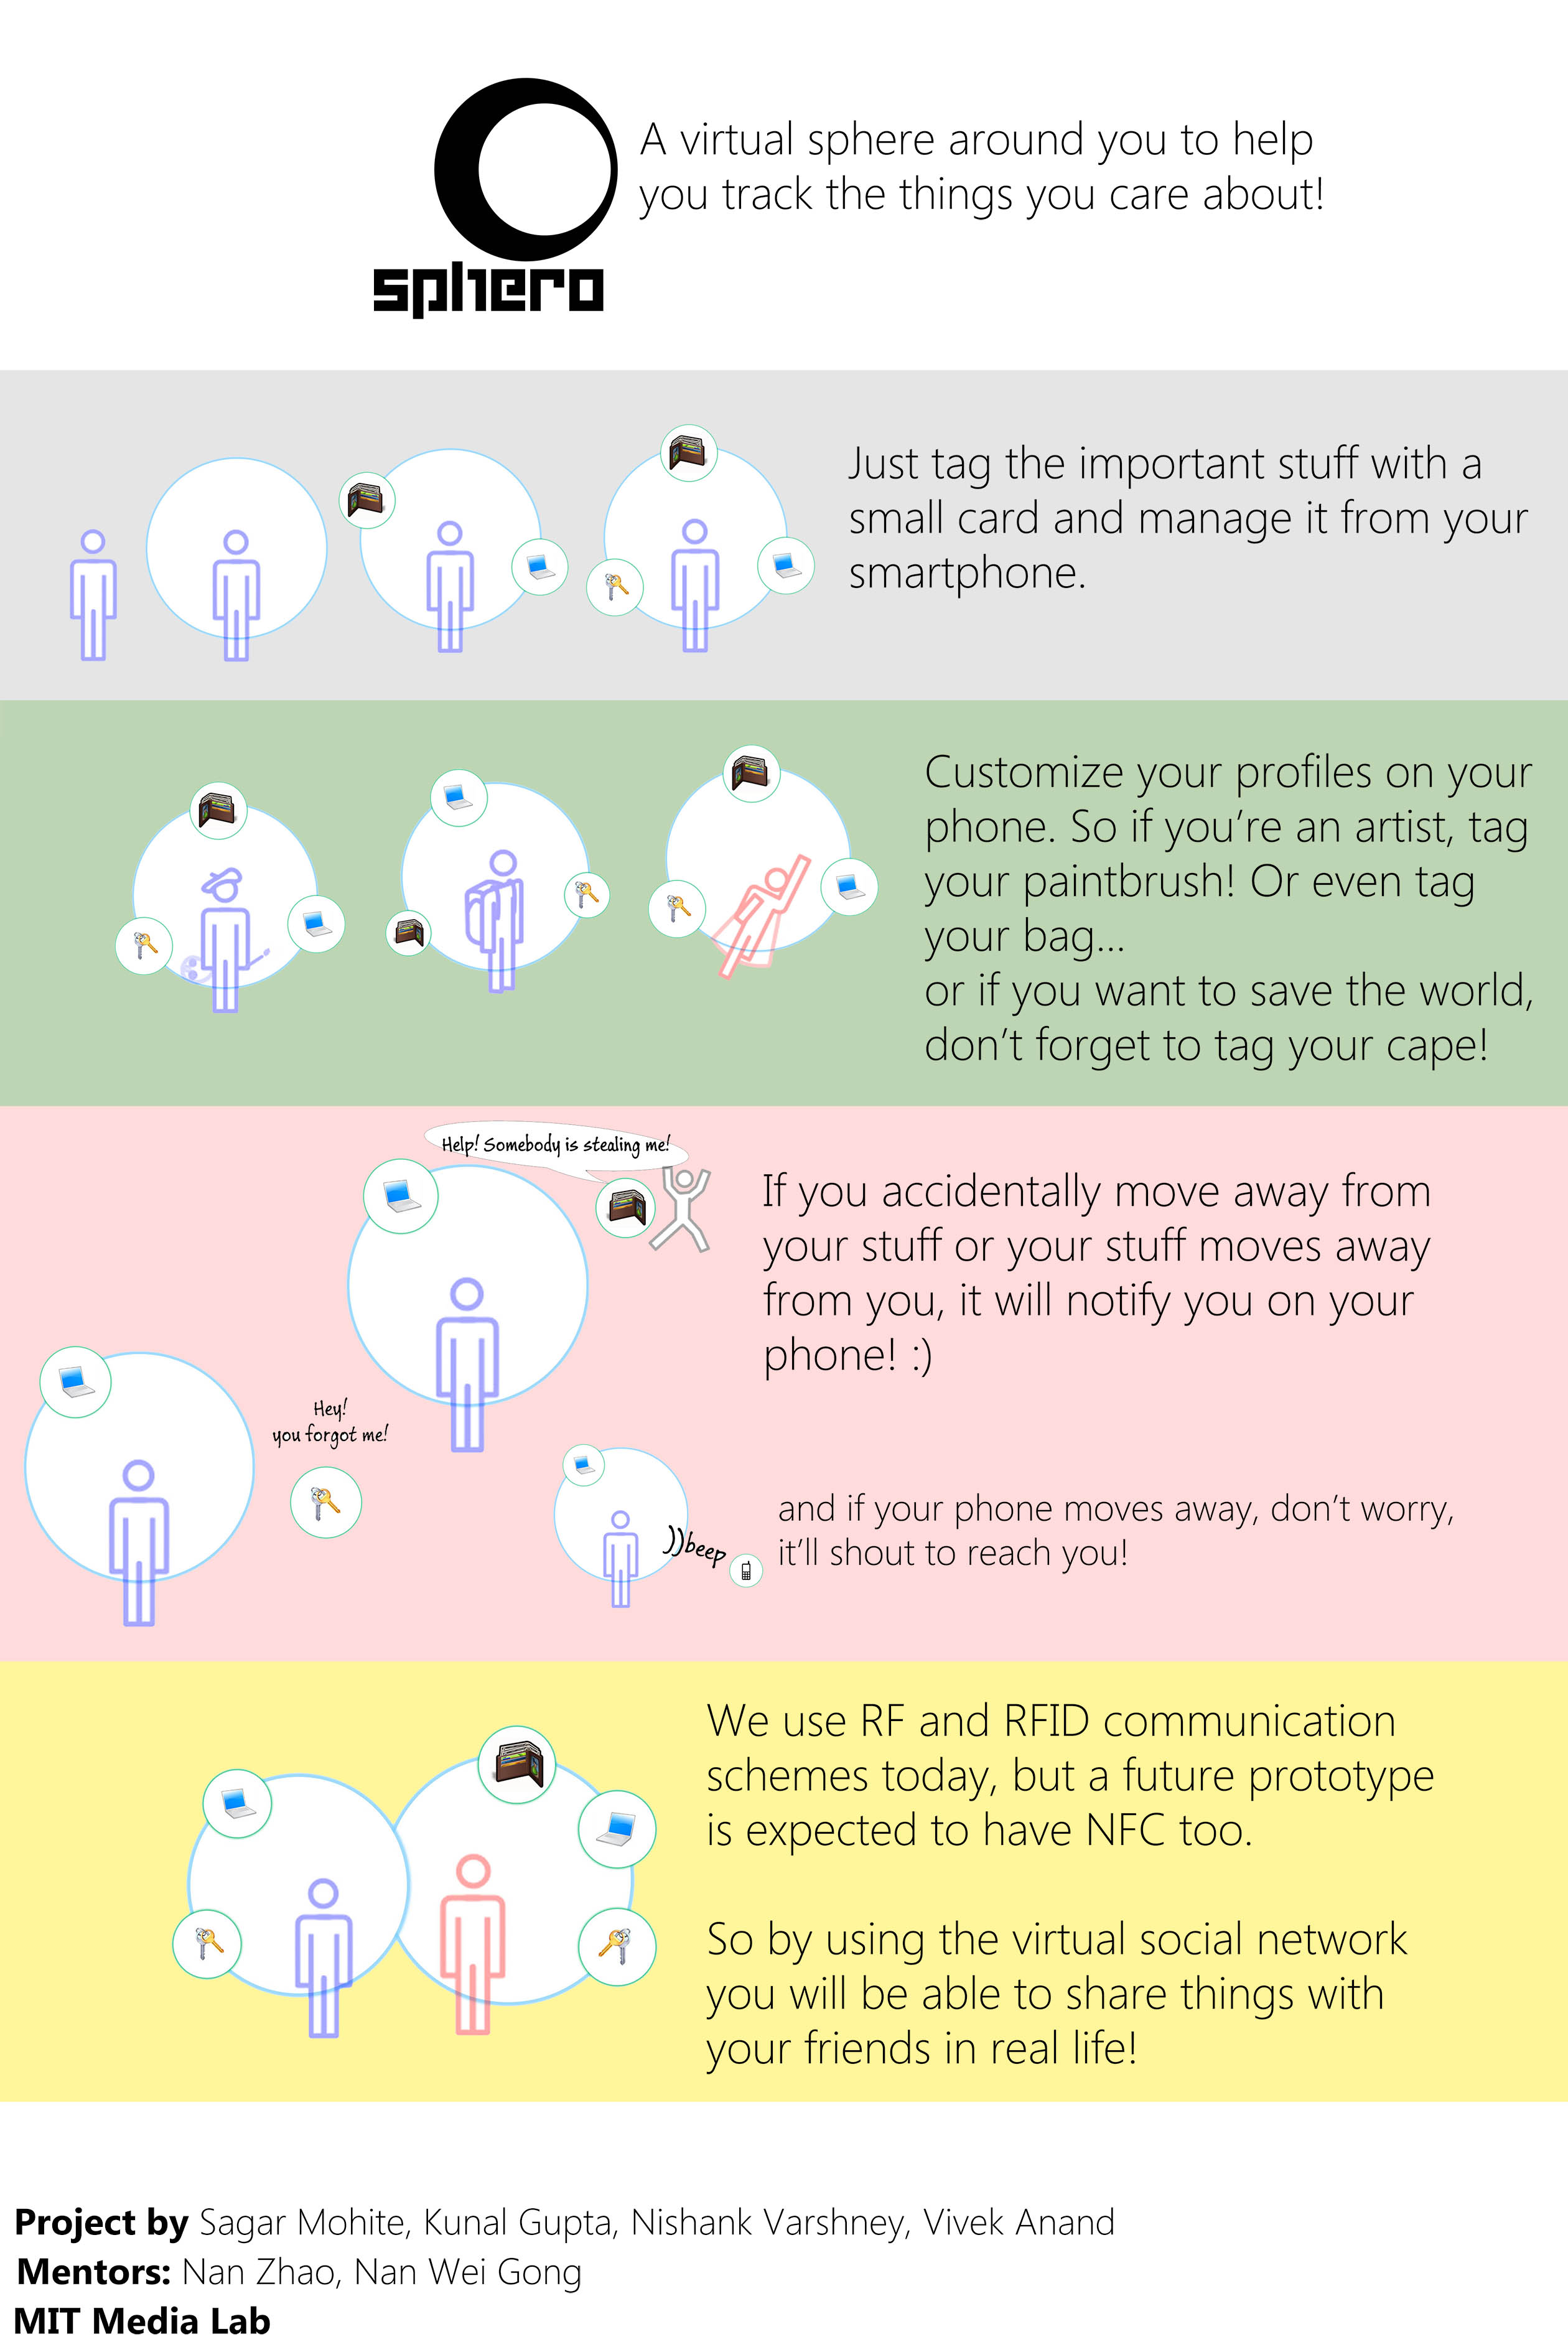 sphero
A virtual sphere around you to help
you track the things you care about!
Just tag the important stuff with a
small card and manage it from your
smartphone.
Customize your profiles on your
phone. So if you’re an artist, tag
your paintbrush! Or even tag
your bag...
or if you want to save the world,
don’t forget to tag your cape!
Help! Somebody is stealing me!
If you accidentally move away from
your stuff or your stuff moves away
from you, it will notify you on your
phone! :)
Hey!
you forgot me!
))beep
and if your phone moves away, don’t worry,
it’ll shout to reach you!
We use RF and RFID communication
schemes today, but a future prototype
is expected to have NFC too.
So by using the virtual social network
you will be able to share things with
your friends in real life!
Project by Sagar Mohite, Kunal Gupta, Nishank Varshney, Vivek Anand
Mentors: Nan Zhao, Nan Wei Gong
MIT Media Lab